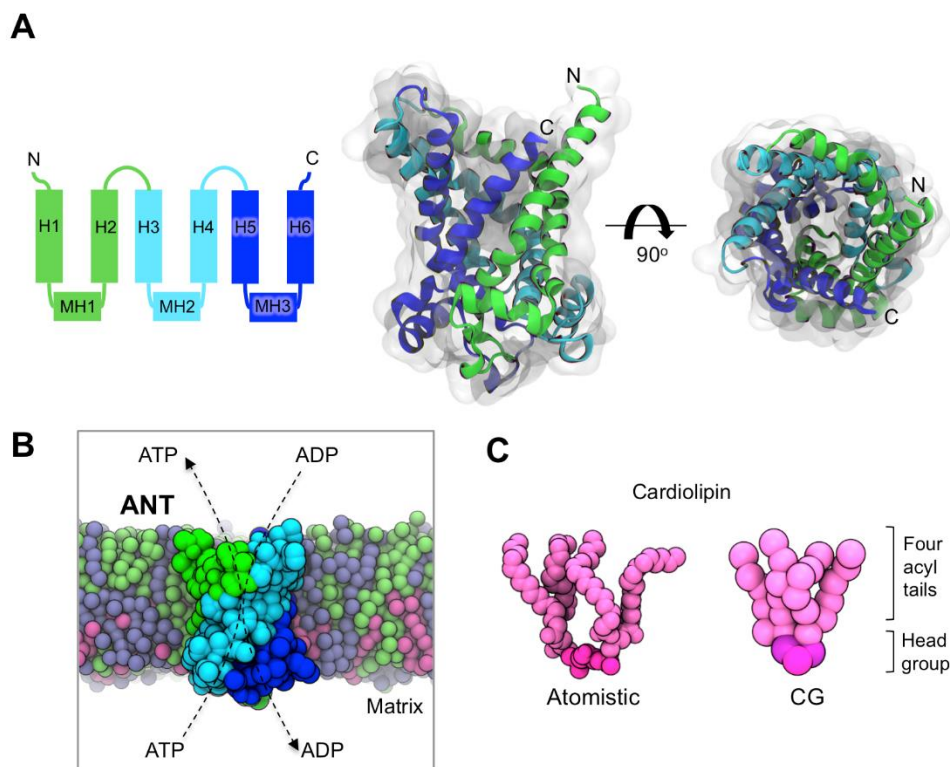 A
N
C
H1
H2
H3
H4
H5
H6
MH1
MH2
MH3
N
C
90°
N
C
B
ATP
ADP
ANT
Matrix
ATP
ADP
C
Cardiolipin
Four
acyl
tails
Head
group
Atomistic
CG